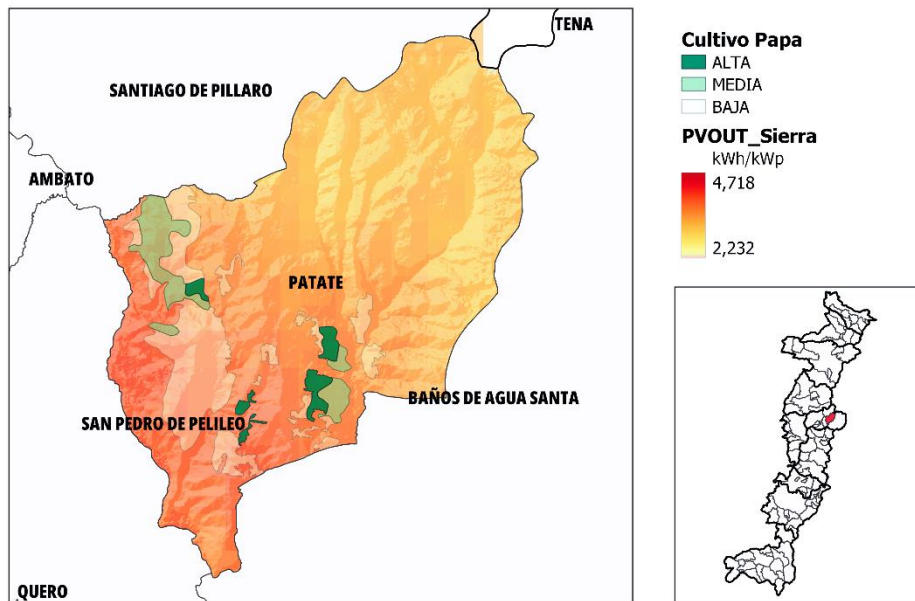 TENA
SANTIAGO DE PILLARO
AMBATO
PATATE
BAÑOS DE AGUA SANTA
SAN PEDRO DE PELILEO
QUERO
Cultivo Papa
ALTA
MEDIA
BAJA
PVOUT_Sierra
kWh/kWp
4,718
2,232